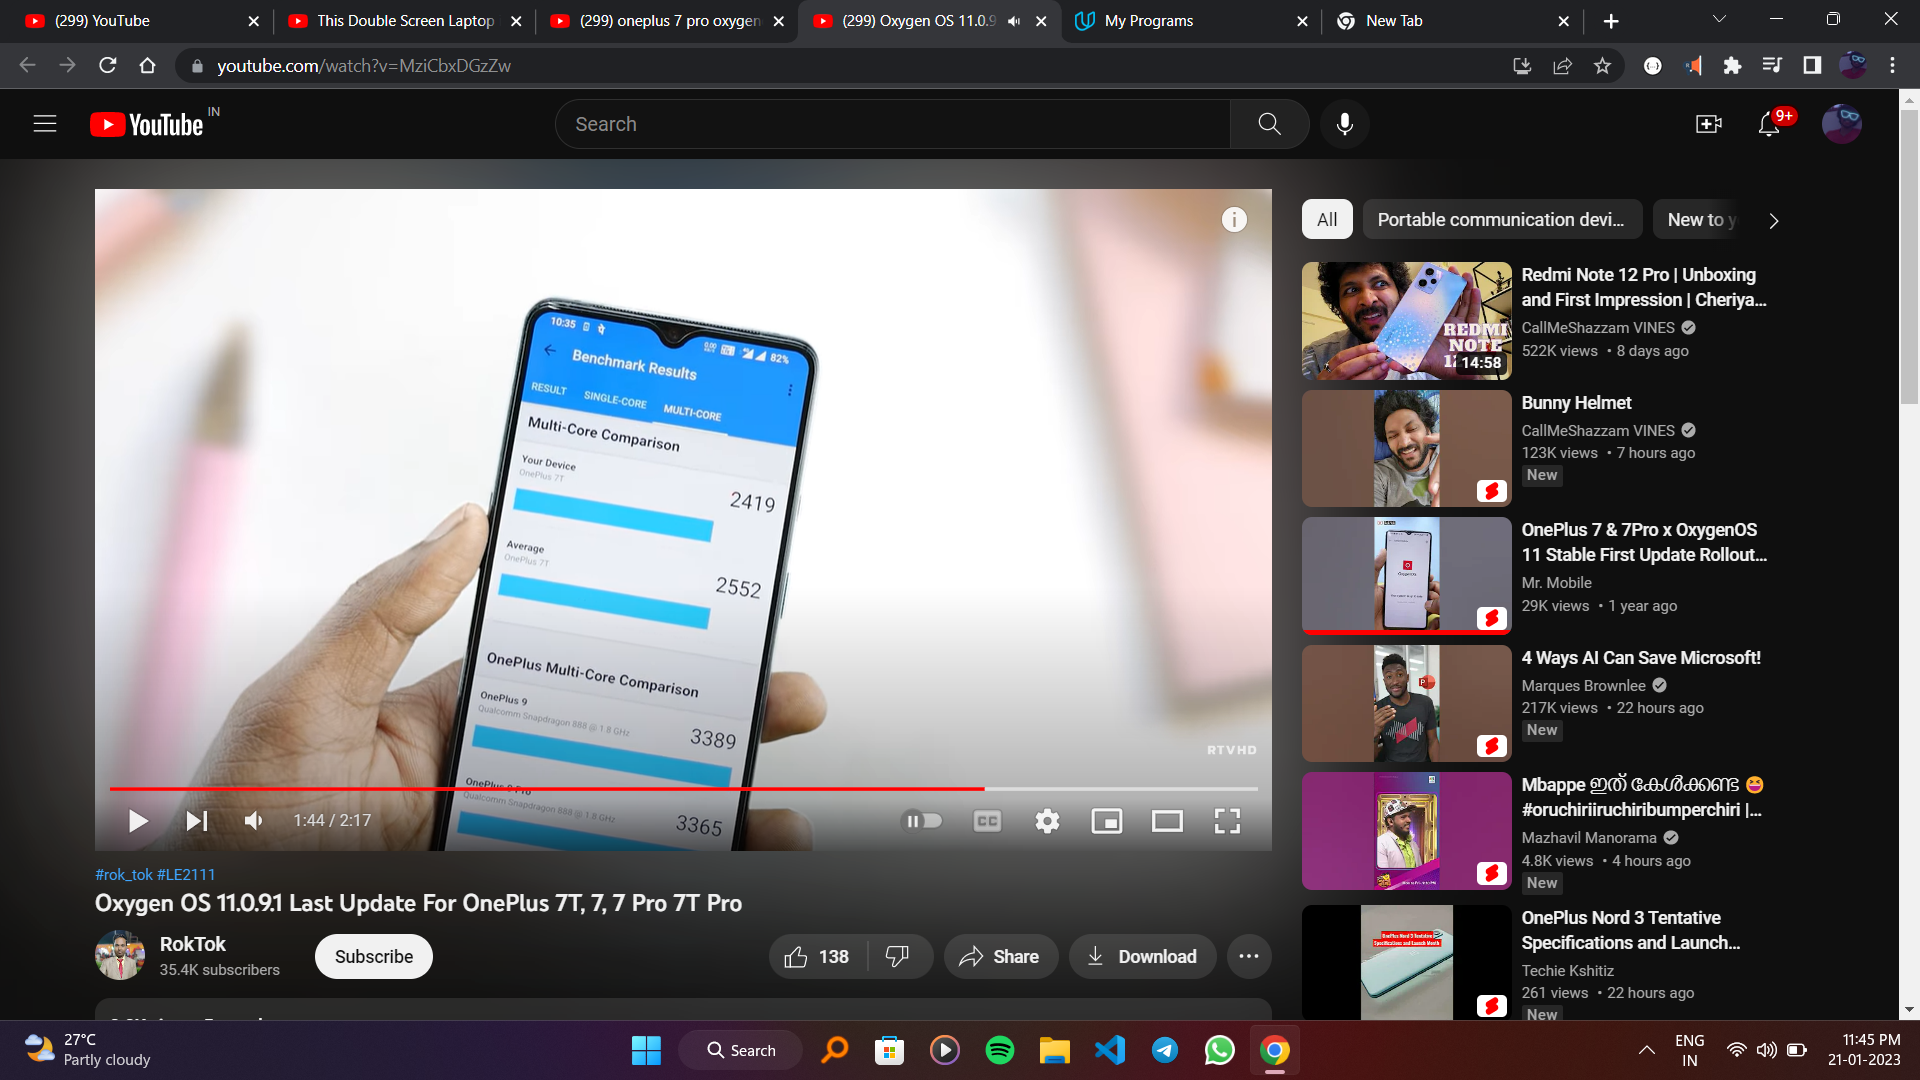 (299) YouTube
This Double Screen Laptop
(299) oneplus 7 pro oxygen
(299) Oxygen OS 11.0.9
My Programs
New Tab
youtube.com/watch?v=MziCbxDGzZw
YouTube IN
Search
9+
10:35
82%
Benchmark Results
RESULT SINGLE-CORE MULTI-CORE
Multi-Core Comparison
Your Device
OnePlus 7T
2419
Average
OnePlus 7T
2552
OnePlus Multi-Core Comparison
OnePlus 9
Qualcomm Snapdragon 888 @ 1.8 GHz
3389
OnePlus 9 Pro
Qualcomm Snapdragon 888 @ 1.8 GHz
3365
RTVHD
1:44 / 2:17
CC
#rok_tok #LE2111
Oxygen OS 11.0.9.1 Last Update For OnePlus 7T, 7, 7 Pro 7T Pro
RokTok
35.4K subscribers
Subscribe
138
Share
Download
All
Portable communication devi...
New to y
REDMI
NOTE
14:58
Redmi Note 12 Pro | Unboxing
and First Impression | Cheriya...
CallMeShazzam VINES
522K views • 8 days ago
Bunny Helmet
CallMeShazzam VINES
123K views • 7 hours ago
New
OnePlus 7 & 7Pro x OxygenOS
11 Stable First Update Rollout...
Mr. Mobile
29K views • 1 year ago
4 Ways AI Can Save Microsoft!
Marques Brownlee
217K views • 22 hours ago
New
Mbappe ഇത് കേൾക്കണ്ട 😆
#oruchiriiruchiribumperchiri |...
Mazhavil Manorama
4.8K views • 4 hours ago
New
OnePlus Nord 3 Tentative
Specifications and Launch Month
OnePlus Nord 3 Tentative
Specifications and Launch...
Techie Kshitiz
261 views • 22 hours ago
New
27°C
Partly cloudy
Search
ENG
IN
11:45 PM
21-01-2023